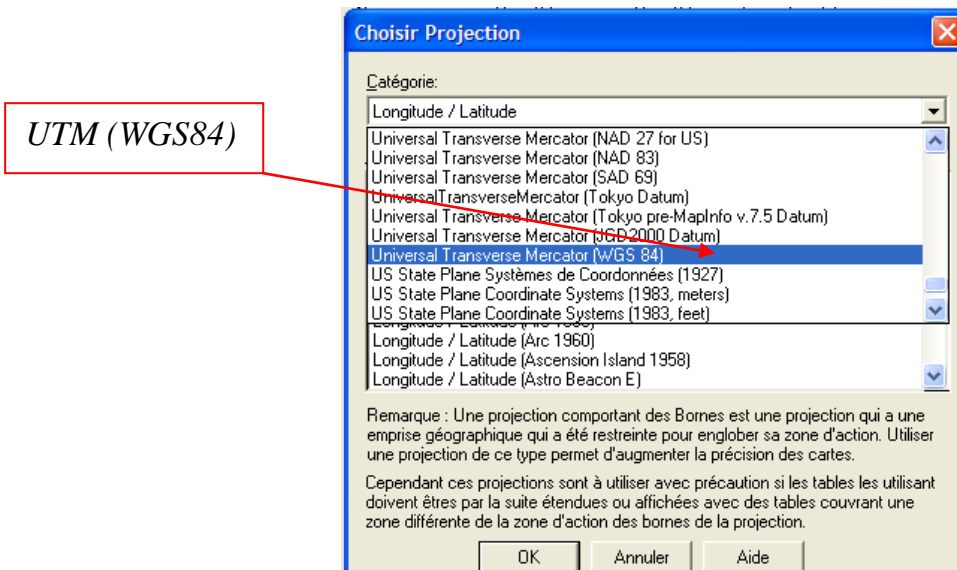 Choisir Projection
Catégorie:
Longitude / Latitude
UTM (WGS84)
Universal Transverse Mercator (NAD 27 for US)
Universal Transverse Mercator (NAD 83)
Universal Transverse Mercator (SAD 69)
UniversalTransverseMercator (Tokyo Datum)
Universal Transverse Mercator (Tokyo pre-MapInfo v.7.5 Datum)
Universal Transverse Mercator (JGD2000 Datum)
Universal Transverse Mercator (WGS 84)
US State Plane Systèmes de Coordonnées (1927)
US State Plane Coordinate Systems (1983, meters)
US State Plane Coordinate Systems (1983, feet)
Longitude / Latitude (Arc 1960)
Longitude / Latitude (Ascension Island 1958)
Longitude / Latitude (Astro Beacon E)
Remarque : Une projection comportant des Bornes est une projection qui a une
emprise géographique qui a été restreinte pour englober sa zone d'action. Utiliser
une projection de ce type permet d'augmenter la précision des cartes.
Cependant ces projections sont à utiliser avec précaution si les tables les utilisant
doivent êtres par la suite étendues ou affichées avec des tables couvrant une
zone différente de la zone d'action des bornes de la projection.
OK Annuler Aide